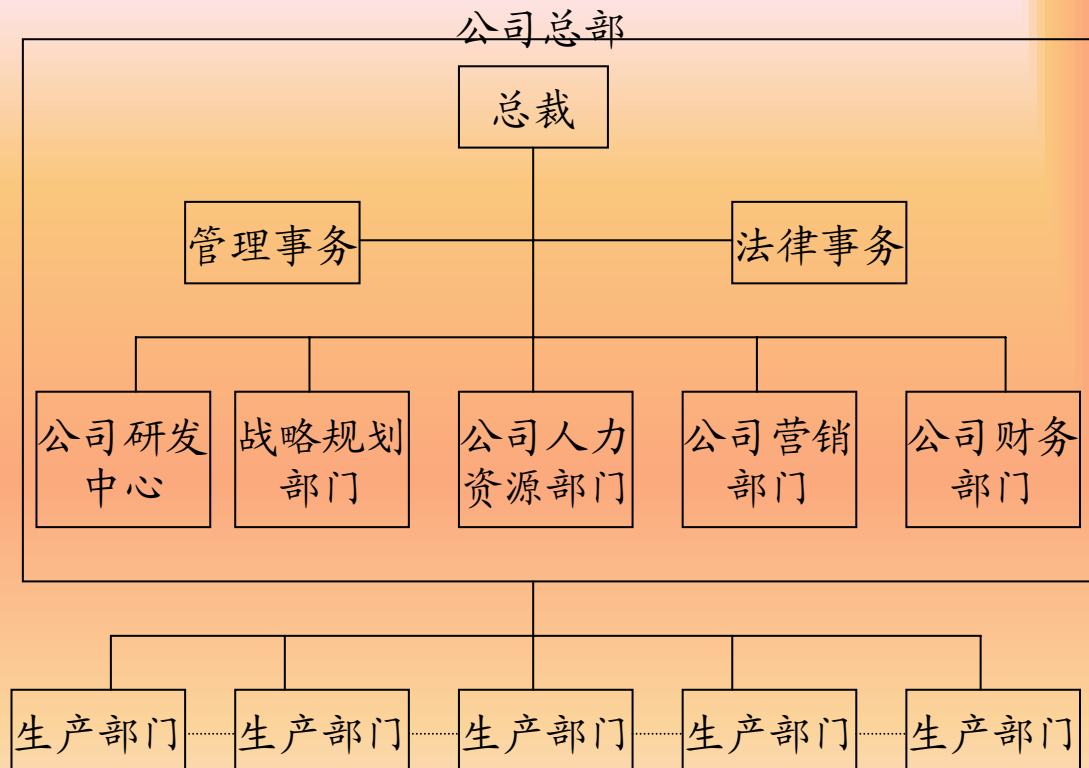 公司总部
总裁
管理事务
法律事务
公司研发
中心
战略规划
部门
公司人力
资源部门
公司营销
部门
公司财务
部门
生产部门
生产部门
生产部门
生产部门
生产部门